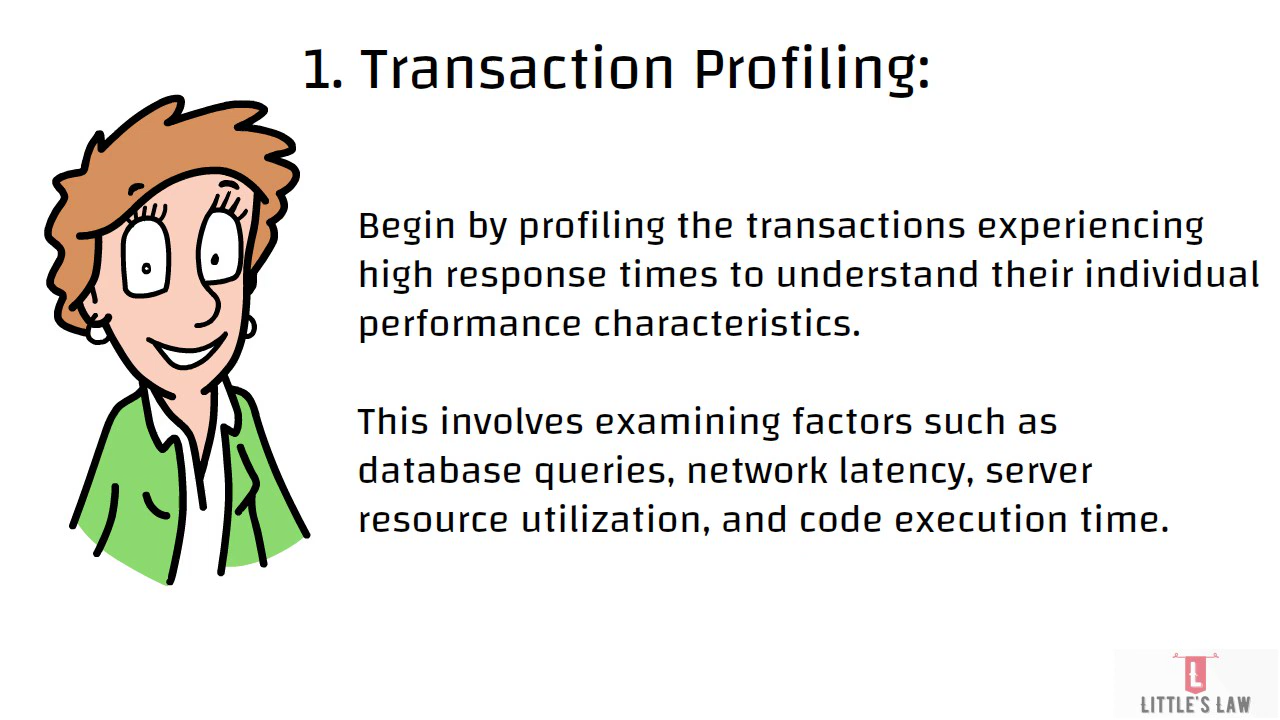 1. Transaction Profiling:
Begin by profiling the transactions experiencing
high response times to understand their individual
performance characteristics.
This involves examining factors such as
database queries, network latency, server
resource utilization, and code execution time.
L
LITTLE'S LAW